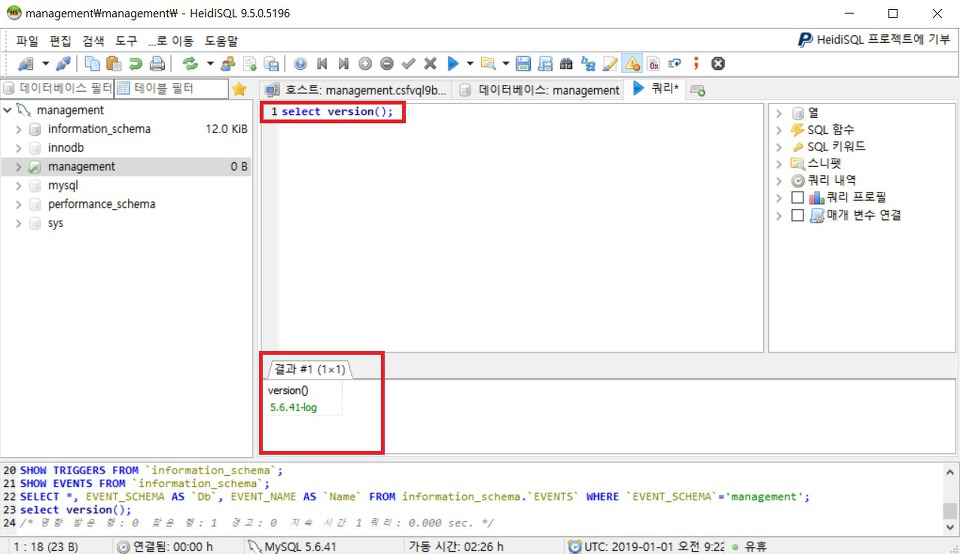 management\management\ - HeidiSQL 9.5.0.5196
파일 편집 검색 도구 ...로 이동 도움말
HeidiSQL 프로젝트에 기부
데이터베이스 필터 테이블 필터
호스트: management.csfvql9b... 데이터베이스: management 쿼리*
management
information_schema 12.0 KiB
innodb
management 0 B
mysql
performance_schema
sys
1 select version();
열
SQL 함수
SQL 키워드
스니펫
쿼리 내역
쿼리 프로필
매개 변수 연결
결과 #1 (1×1)
version()
5.6.41-log
20 SHOW TRIGGERS FROM `information_schema`;
21 SHOW EVENTS FROM `information_schema`;
22 SELECT *, EVENT_SCHEMA AS `Db`, EVENT_NAME AS `Name` FROM information_schema.`EVENTS` WHERE `EVENT_SCHEMA`='management';
23 select version();
24 /* 영향 받은 행: 0 찾은 행: 1 경고: 0 지속 시간 1 쿼리: 0.000 sec. */
1 : 18 (23 B) 연결됨: 00:00 h MySQL 5.6.41 가동 시간: 02:26 h UTC: 2019-01-01 오전 9:22 유휴